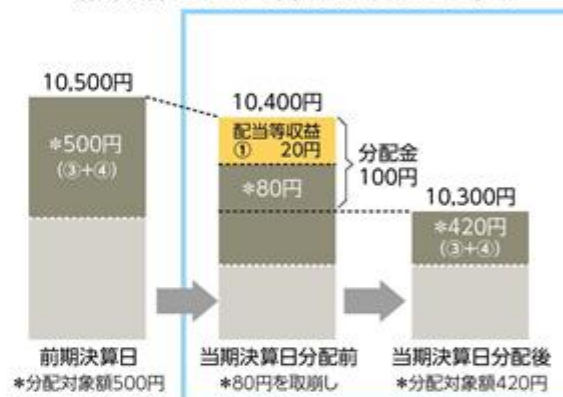 10,500円
*500円
(③+④)
10,400円
配当等収益
① 20円
*80円
分配金
100円
10,300円
*420円
(③+④)
前期決算日
*分配対象額500円
当期決算日分配前
*80円を取崩し
当期決算日分配後
*分配対象額420円